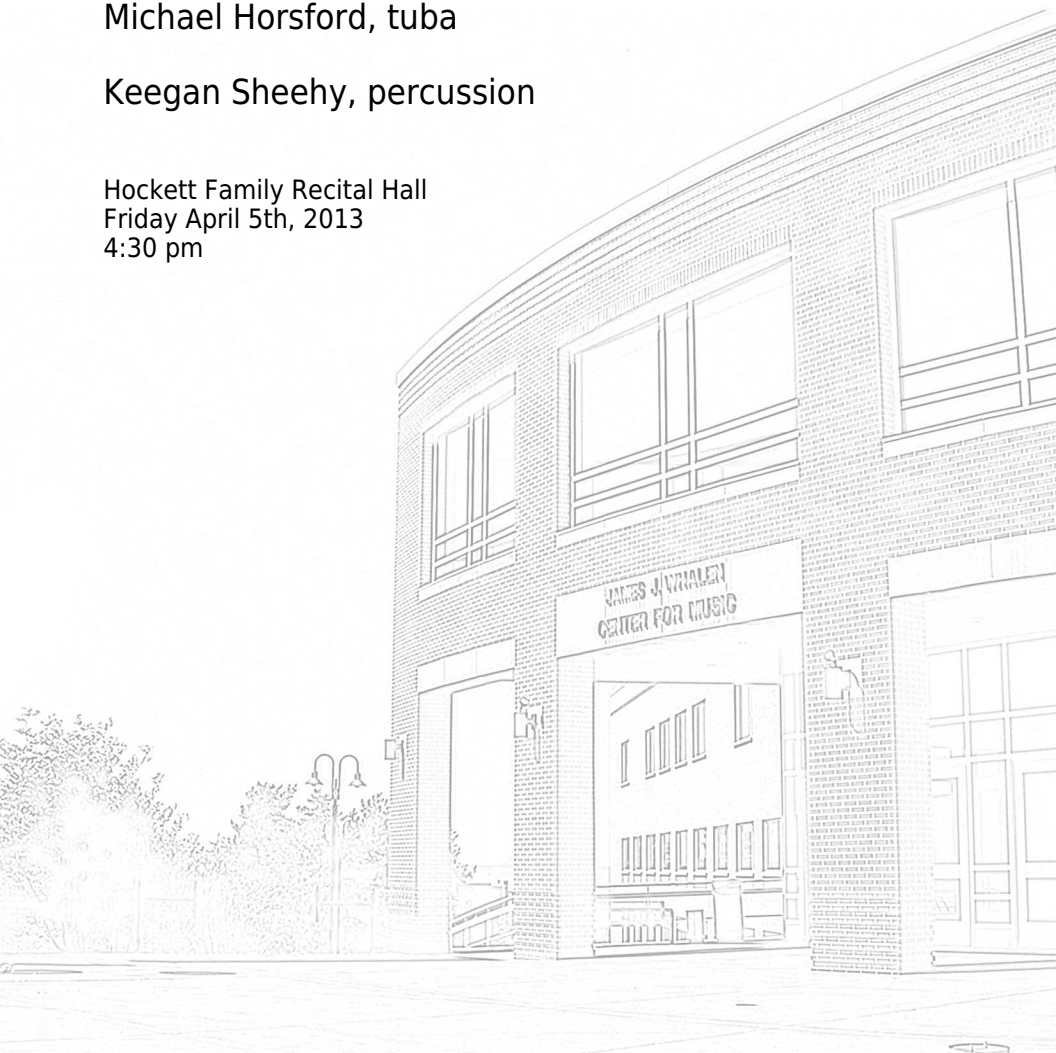 Michael Horsford, tuba
Keegan Sheehy, percussion
Hockett Family Recital Hall
Friday April 5th, 2013
4:30 pm
JAMES J. WHALEN
CENTER FOR MUSIC